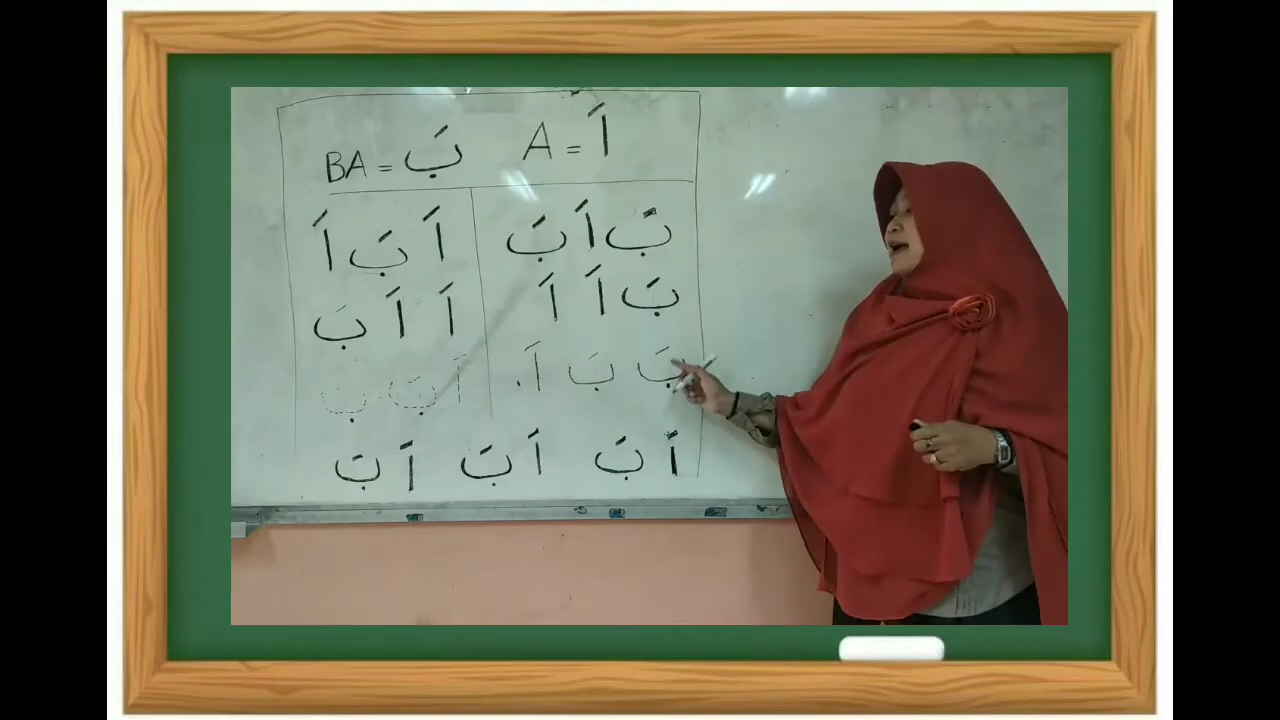 اَ = A بَ = BA
بَ اَ بَ اَ بَ اَ
بَ اَ اَ اَ اَ بَ
بَ بَ اَ اَ بَ بَ
اَ بَ اَ بَ اَ بَ